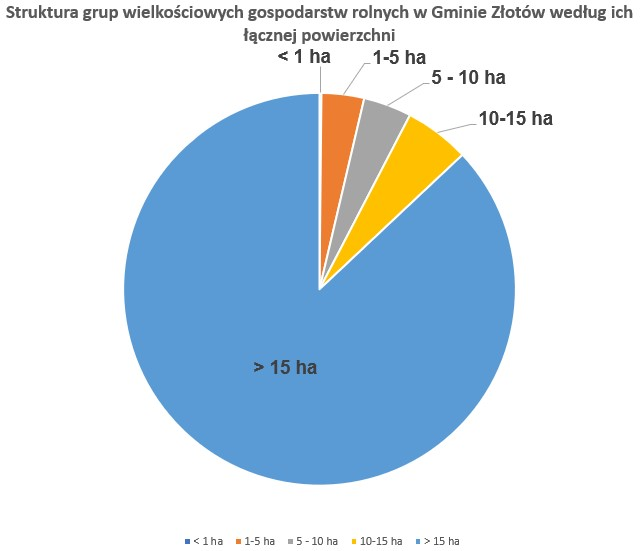 Struktura grup wielkościowych gospodarstw rolnych w Gminie Złotów według ich
łącznej powierzchni
< 1 ha
1-5 ha
5 - 10 ha
10-15 ha
> 15 ha
< 1 ha 1-5 ha 5 - 10 ha 10-15 ha > 15 ha